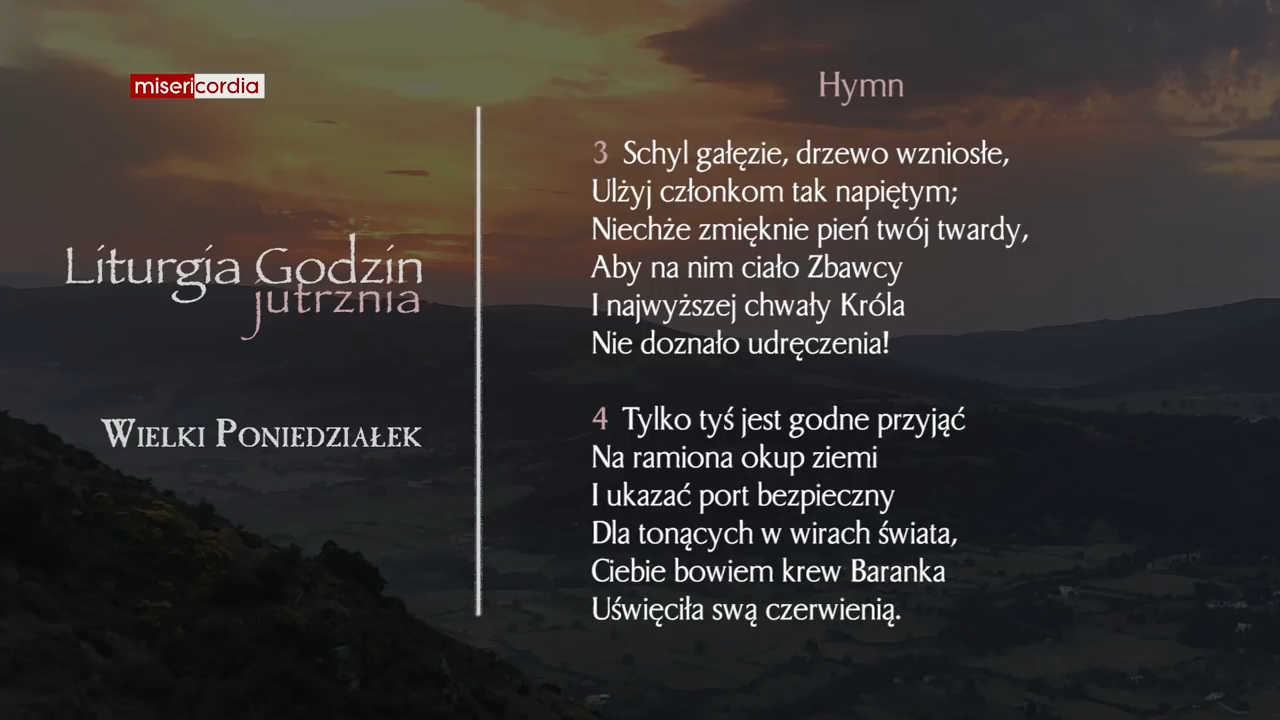 misericordia
Liturgia Godzin
jutrznia
Wielki Poniedziałek
Hymn
3 Schyl gałęzie, drzewo wzniosłe,
Ulżyj członkom tak napiętym;
Niechże zmięknie pień twój twardy,
Aby na nim ciało Zbawcy
I najwyższej chwały Króla
Nie doznało udręczenia!
4 Tylko tyś jest godne przyjąć
Na ramiona okup ziemi
I ukazać port bezpieczny
Dla tonących w wirach świata,
Ciebie bowiem krew Baranka
Uświęciła swą czerwienią.